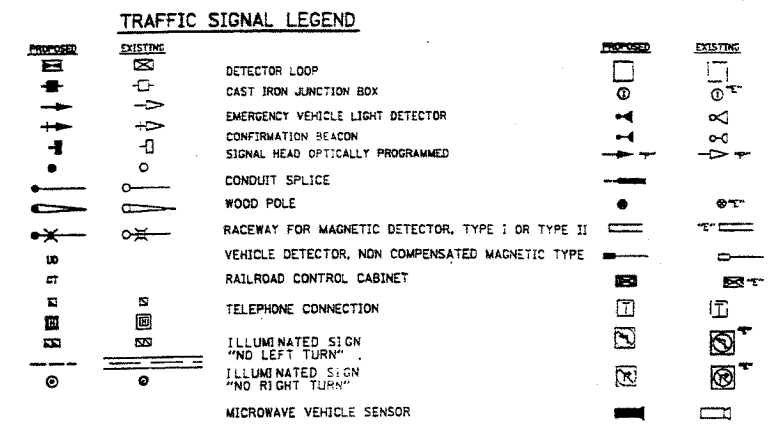 TRAFFIC SIGNAL LEGEND
PROPOSED EXISTING PROPOSED EXISTING
DETECTOR LOOP
CAST IRON JUNCTION BOX "E"
EMERGENCY VEHICLE LIGHT DETECTOR
CONFIRMATION BEACON
SIGNAL HEAD OPTICALLY PROGRAMMED "P" "P"
CONDUIT SPLICE
WOOD POLE "E"
RACEWAY FOR MAGNETIC DETECTOR, TYPE I OR TYPE II "E"
UD VEHICLE DETECTOR, NON COMPENSATED MAGNETIC TYPE
CT RAILROAD CONTROL CABINET "E"
TELEPHONE CONNECTION T T
H H
ILLUMINATED SIGN "E"
"NO LEFT TURN"
ILLUMINATED SIGN "E"
"NO RIGHT TURN" R R
MICROWAVE VEHICLE SENSOR